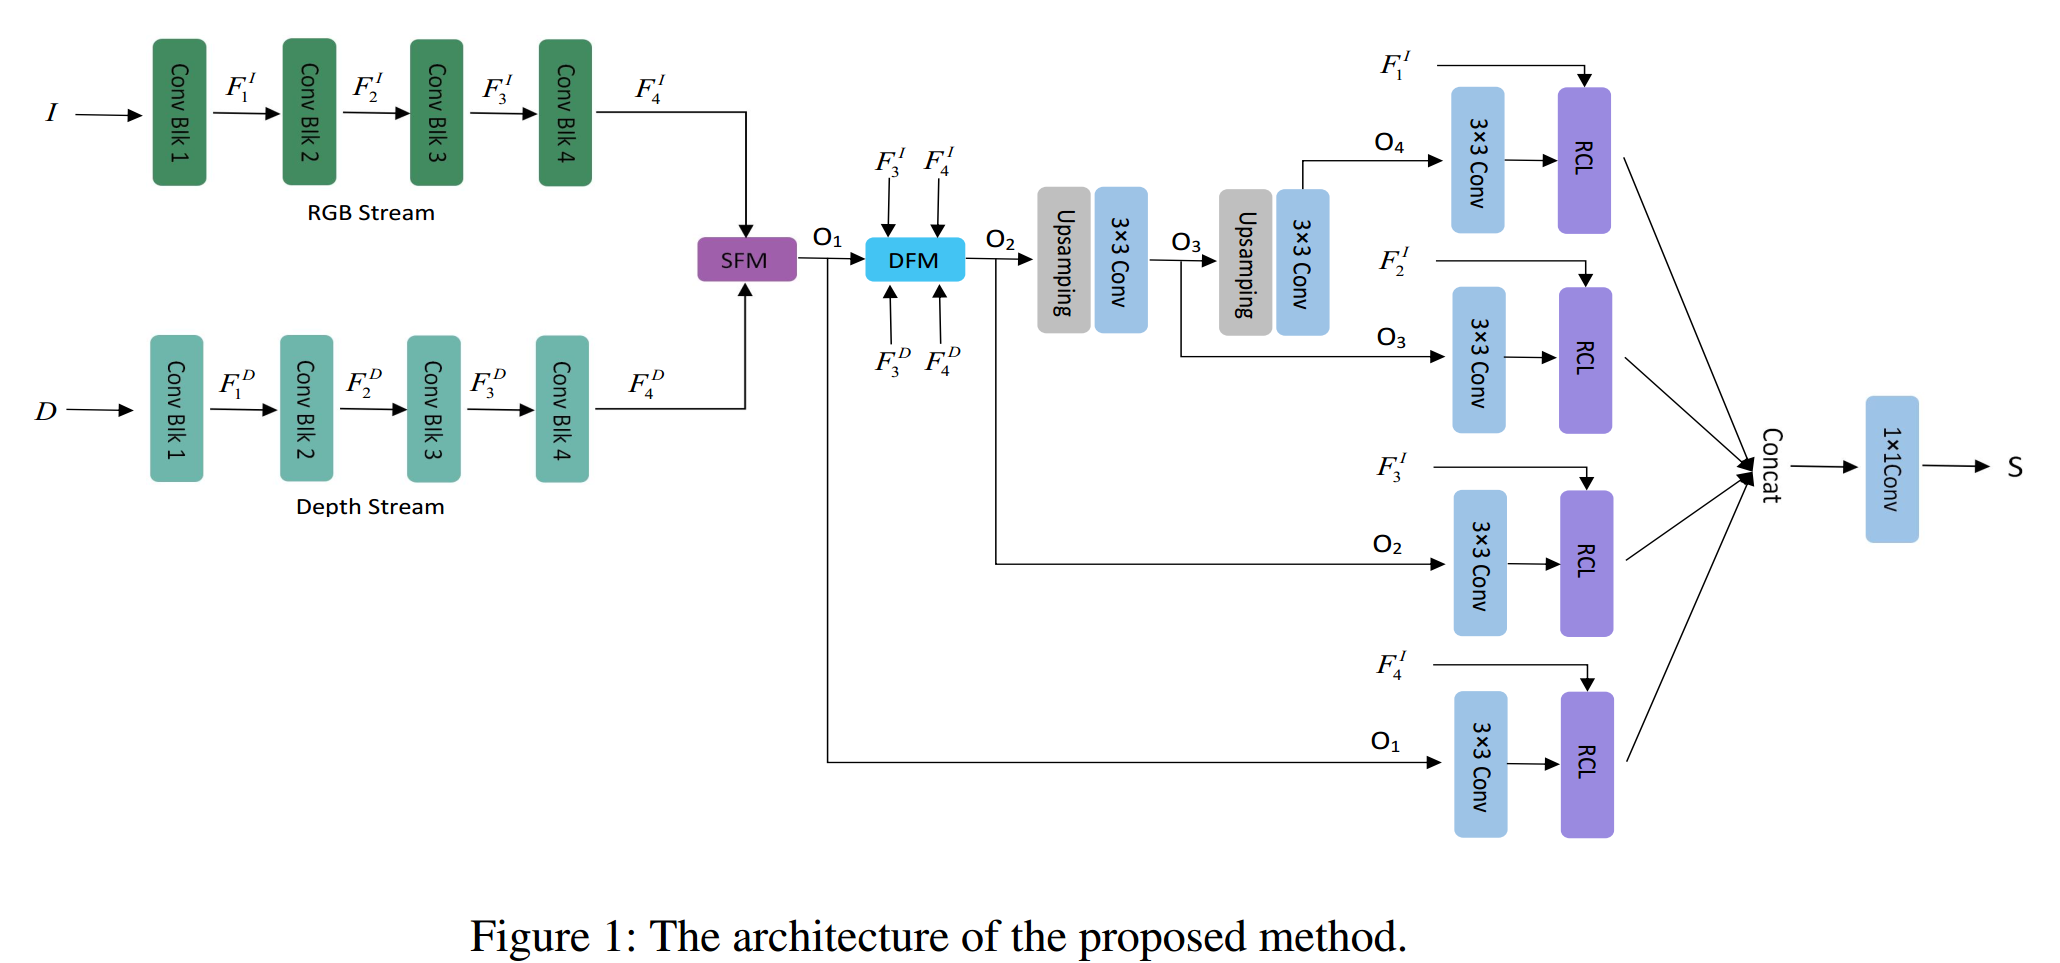 I
Conv Blk 1
F_1^I
Conv Blk 2
F_2^I
Conv Blk 3
F_3^I
Conv Blk 4
F_4^I
RGB Stream
D
Conv Blk 1
F_1^D
Conv Blk 2
F_2^D
Conv Blk 3
F_3^D
Conv Blk 4
F_4^D
Depth Stream
SFM
O₁
F_3^I
F_4^I
DFM
F_3^D
F_4^D
O₂
Upsamping
3×3 Conv
O₃
Upsamping
3×3 Conv
F_1^I
O₄
3×3 Conv
RCL
F_2^I
O₃
3×3 Conv
RCL
F_3^I
O₂
3×3 Conv
RCL
F_4^I
O₁
3×3 Conv
RCL
Concat
1×1Conv
S
Figure 1: The architecture of the proposed method.